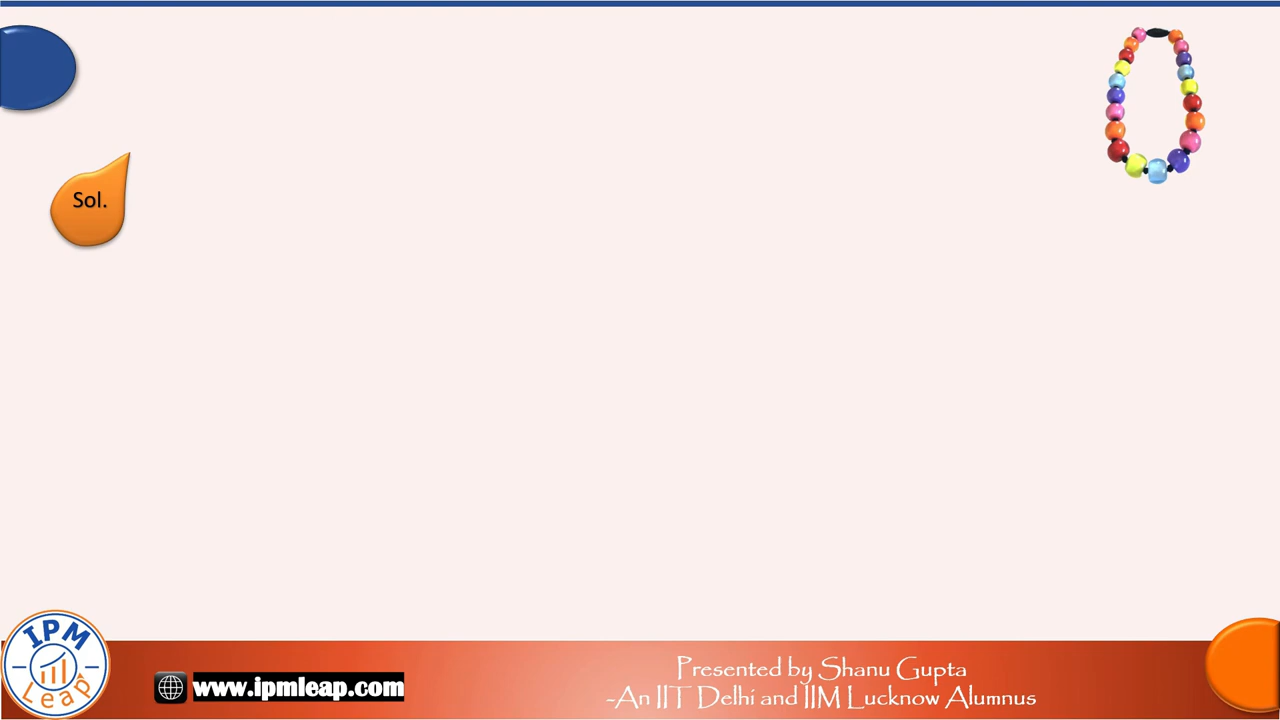 Sol.
IPM
Leap
www.ipmleap.com
Presented by Shanu Gupta
-An IIT Delhi and IIM Lucknow Alumnus